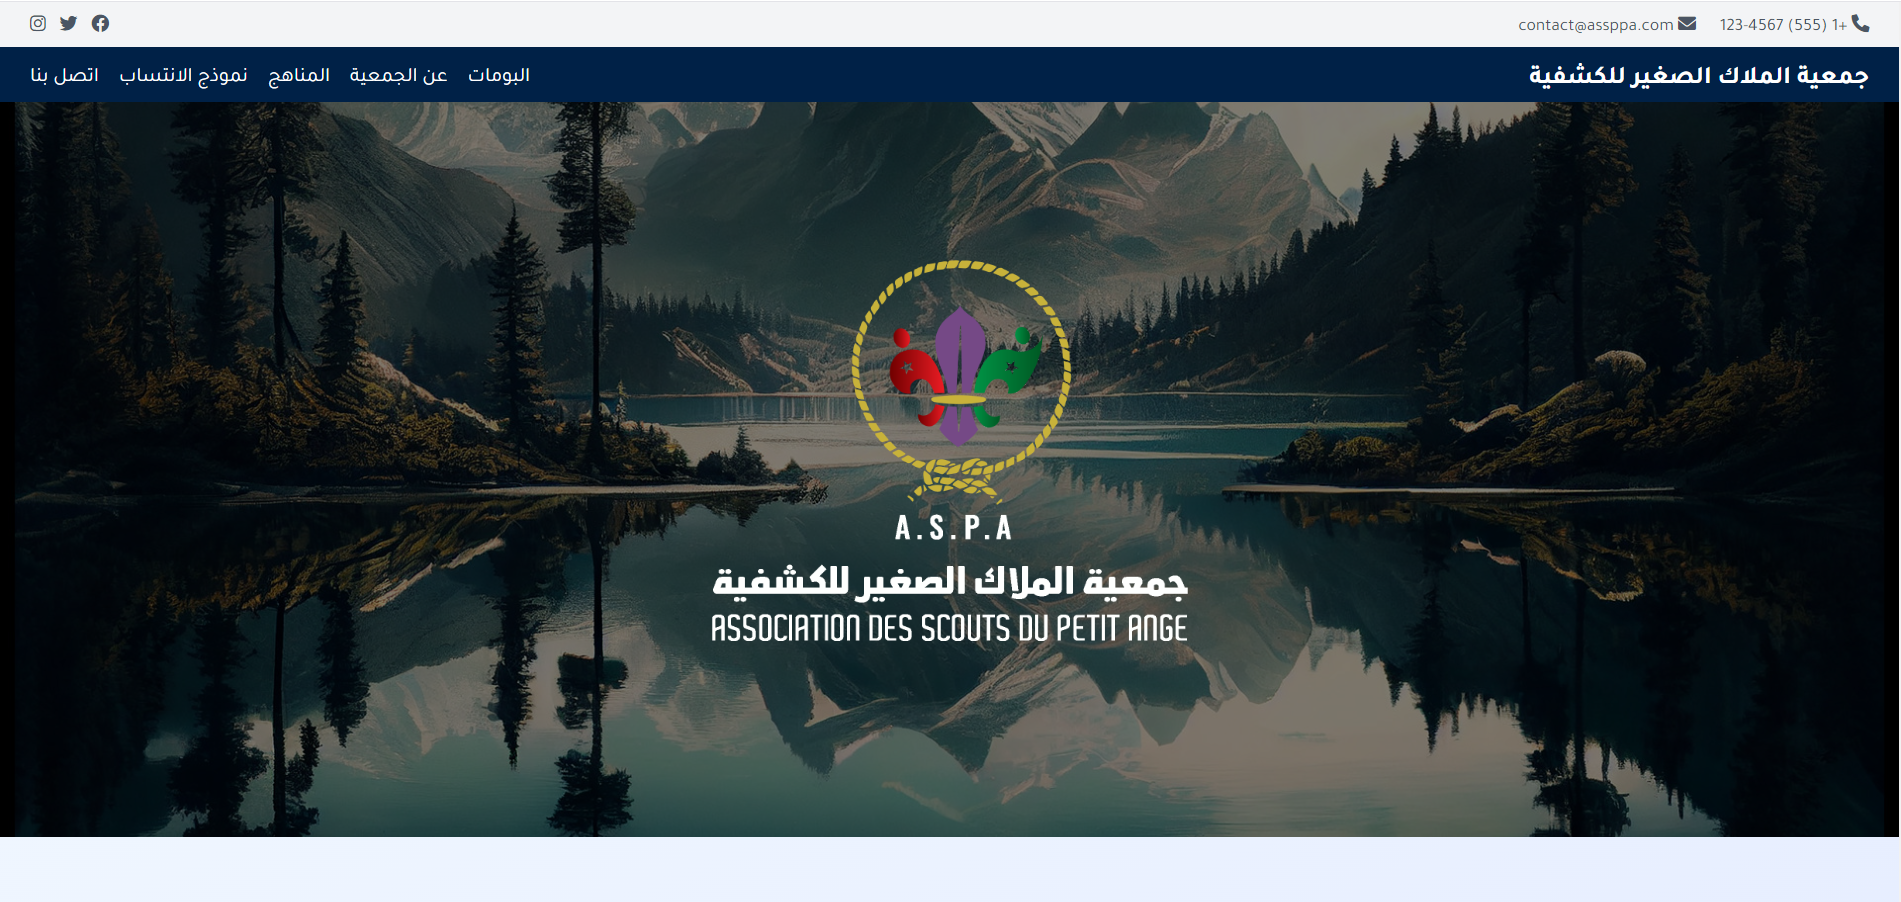 +1 (555) 123-4567
contact@assppa.com
جمعية الملاك الصغير للكشفية
البومات
عن الجمعية
المناهج
نموذج الانتساب
اتصل بنا
A.S.P.A
جمعية الملاك الصغير للكشفية
ASSOCIATION DES SCOUTS DU PETIT ANGE